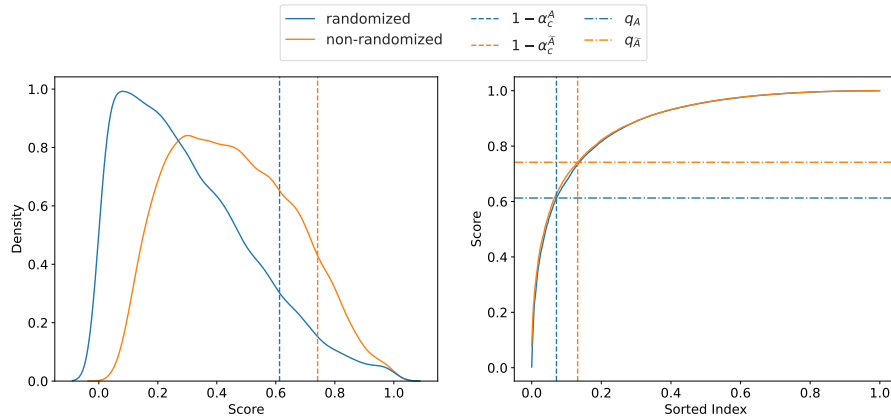 randomized
non-randomized
1 − α_c^A
1 − α_c^Ā
q_A
q_Ā
1.0
0.8
0.6
0.4
0.2
0.0
Density
0.0 0.2 0.4 0.6 0.8 1.0
Score
1.0
0.8
0.6
0.4
0.2
0.0
Score
0.0 0.2 0.4 0.6 0.8 1.0
Sorted Index